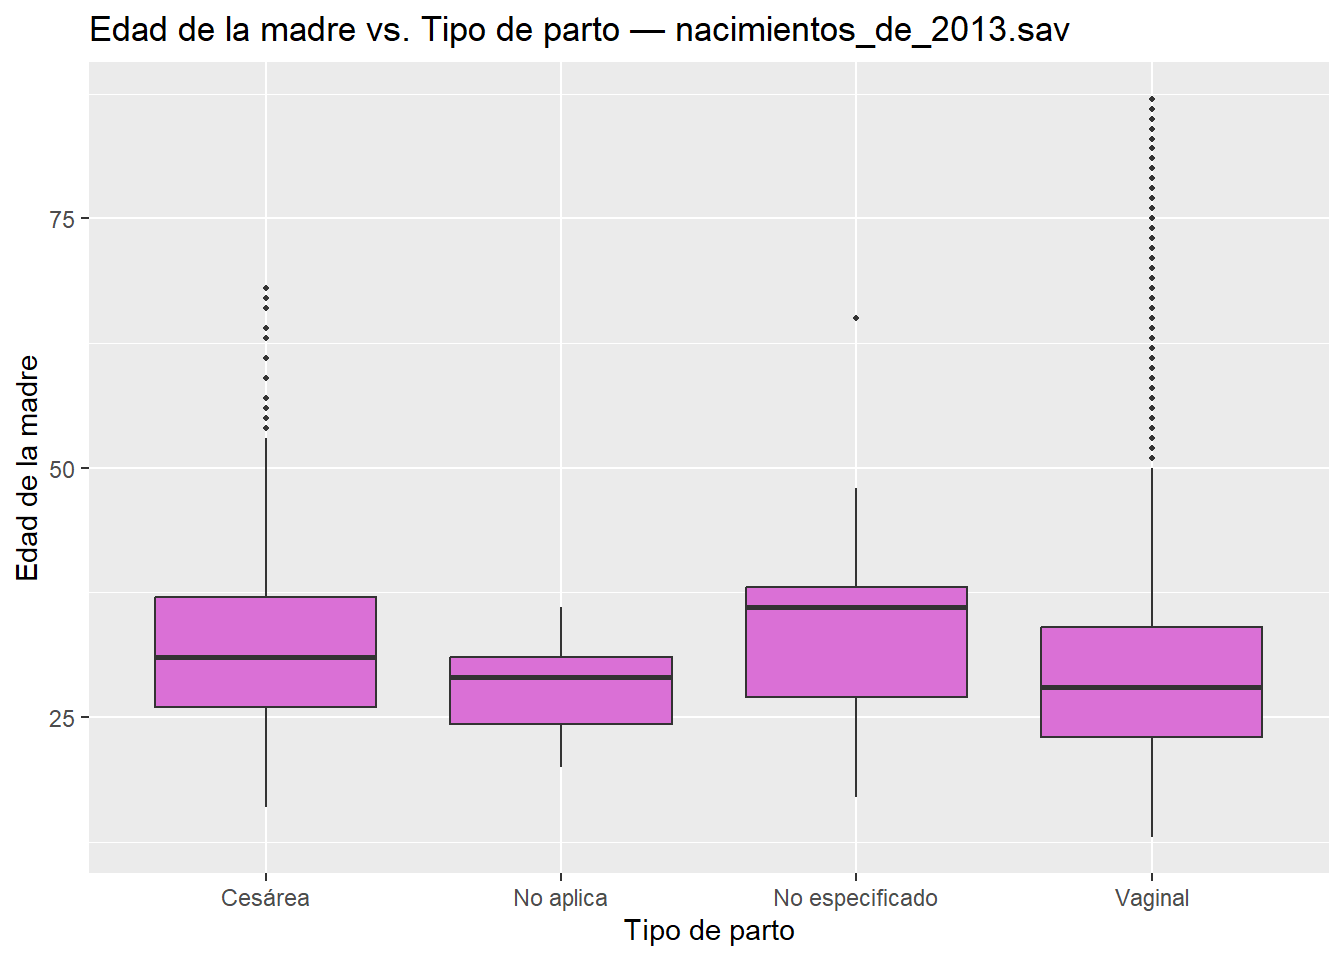 Edad de la madre vs. Tipo de parto — nacimientos_de_2013.sav
Edad de la madre
75
50
25
Cesárea
No aplica
No especificado
Vaginal
Tipo de parto